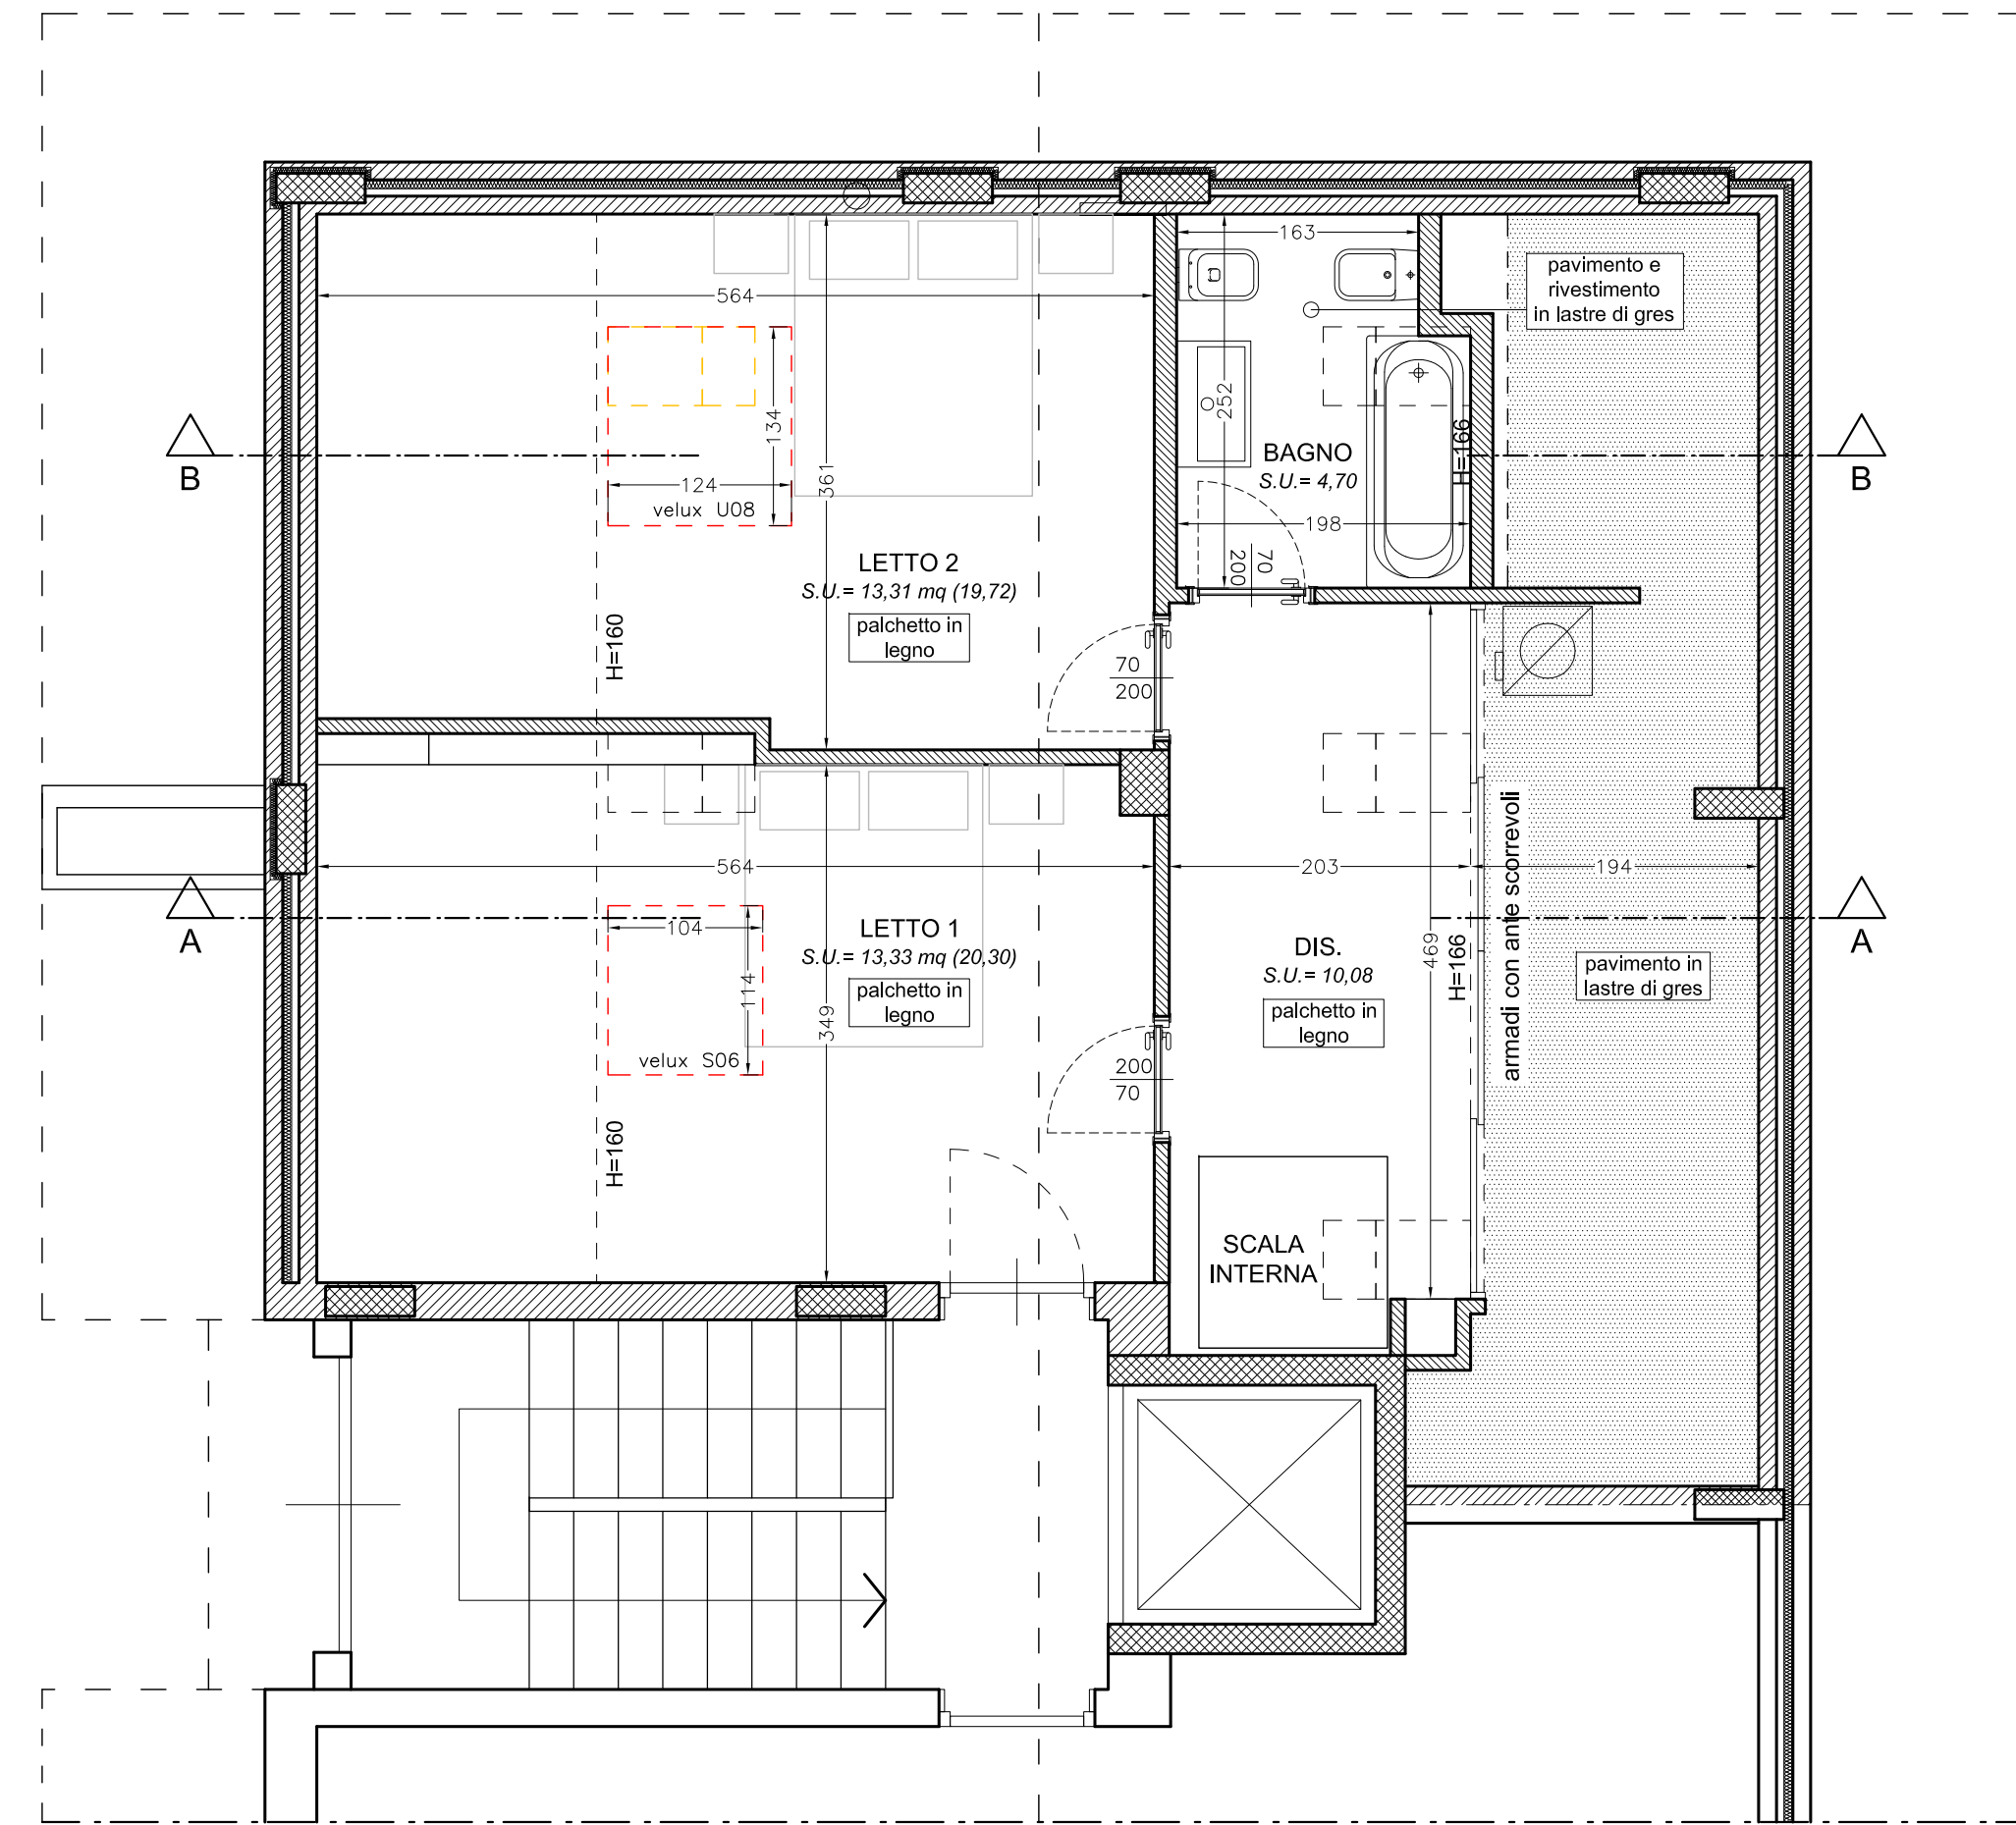 163
pavimento e
rivestimento
in lastre di gres
564
134
252
361
H=166
B
B
BAGNO
S.U.= 4,70
124
velux U08
198
70
200
LETTO 2
S.U.= 13,31 mq (19,72)
palchetto in
legno
H=160
70
200
armadi con ante scorrevoli
564
203
194
A
A
104
LETTO 1
S.U.= 13,33 mq (20,30)
palchetto in
legno
114
349
469
H=166
DIS.
S.U.= 10,08
palchetto in
legno
pavimento in
lastre di gres
velux S06
200
70
H=160
SCALA
INTERNA